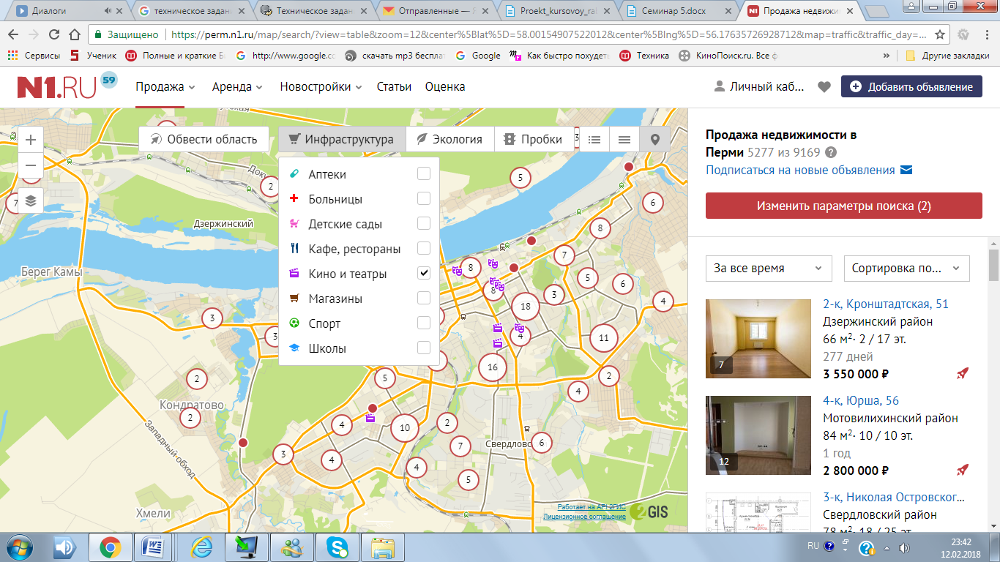 Диалоги
техническое задани
Техническое задани
Отправленные — Я
Proekt_kursovoy_ral
Семинар 5.docx
Продажа недвижи
Защищено
https://perm.n1.ru/map/search/?view=table&zoom=12&center%5Blat%5D=58.00154907522012&center%5Blng%5D=56.17635726928712&map=traffic&traffic_day=...
Сервисы
Ученик
Полные и краткие Б
http://www.google.cc
скачать mp3 бесплат
Google
Как быстро похудеть
Техника
КиноПоиск.ru. Все ф
»
Другие закладки
N1.RU 59
Продажа
Аренда
Новостройки
Статьи
Оценка
Личный каб...
Добавить объявление
Обвести область
Инфраструктура
Экология
Пробки
Аптеки
Больницы
Детские сады
Кафе, рестораны
Кино и театры
Магазины
Спорт
Школы
Дзержинский
Берег Камы
Кондратово
Западный обход
Хмели
Свердловс
2
7
5
6
8
7
8
5
6
3
4
8
18
3
3
4
11
16
2
2
5
2
4
4
10
2
7
6
3
4
4
5
Работает на API 2ГИС
Лицензионное соглашение
2GIS
Продажа недвижимости в
Перми 5277 из 9169 ?
Подписаться на новые объявления
Изменить параметры поиска (2)
За все время
Сортировка по...
7
2-к, Кронштадтская, 51
Дзержинский район
66 м²· 2 / 17 эт.
277 дней
3 550 000 ₽
12
4-к, Юрша, 56
Мотовилихинский район
84 м²· 10 / 10 эт.
1 год
2 800 000 ₽
3-к, Николая Островског...
Свердловский район
78 м²· 18 / 25 эт.
RU
23:42
12.02.2018